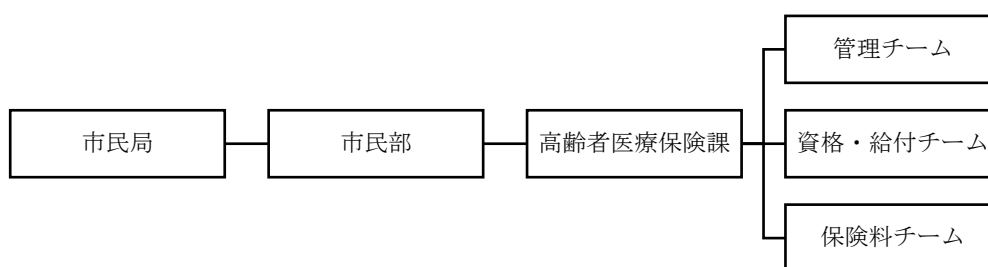 市民局
市民部
高齢者医療保険課
管理チーム
資格・給付チーム
保険料チーム